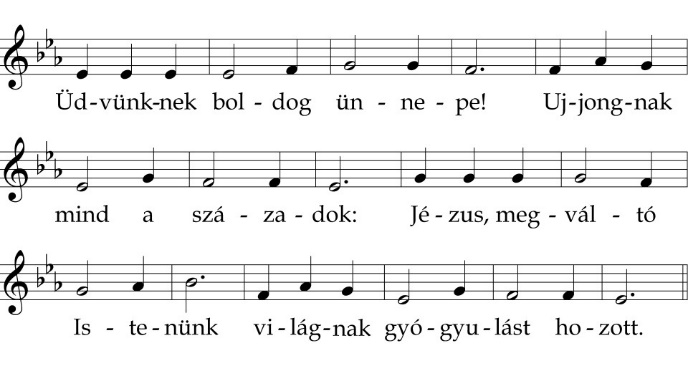 Üd-vünk-nek bol - dog ün - ne - pe! Uj-jong-nak
mind a szá - za - dok: Jé - zus, meg - vál - tó
Is - te - nünk vi - lág-nak gyó - gyu - lást ho - zott.